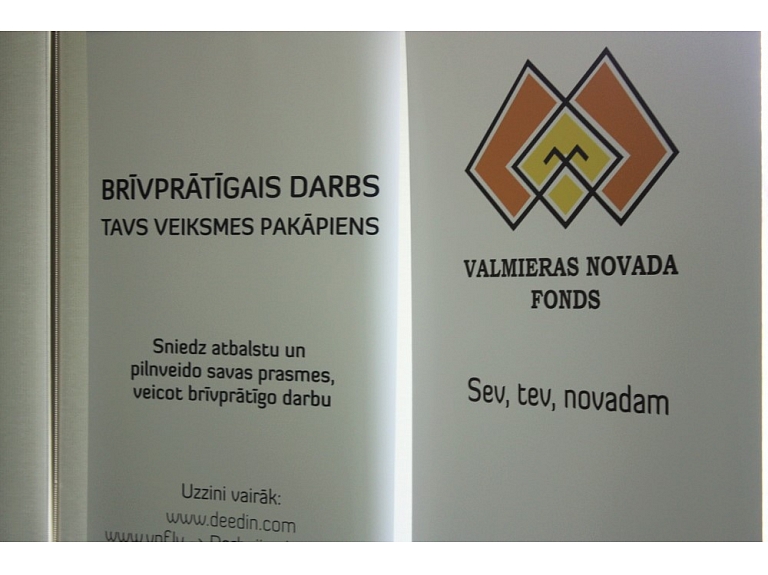 BRĪVPRĀTĪGAIS DARBS
TAVS VEIKSMES PAKĀPIENS
Sniedz atbalstu un
pilnveido savas prasmes,
veicot brīvprātīgo darbu
Uzzini vairāk:
www.deedin.com
VALMIERAS NOVADA
FONDS
Sev, tev, novadam